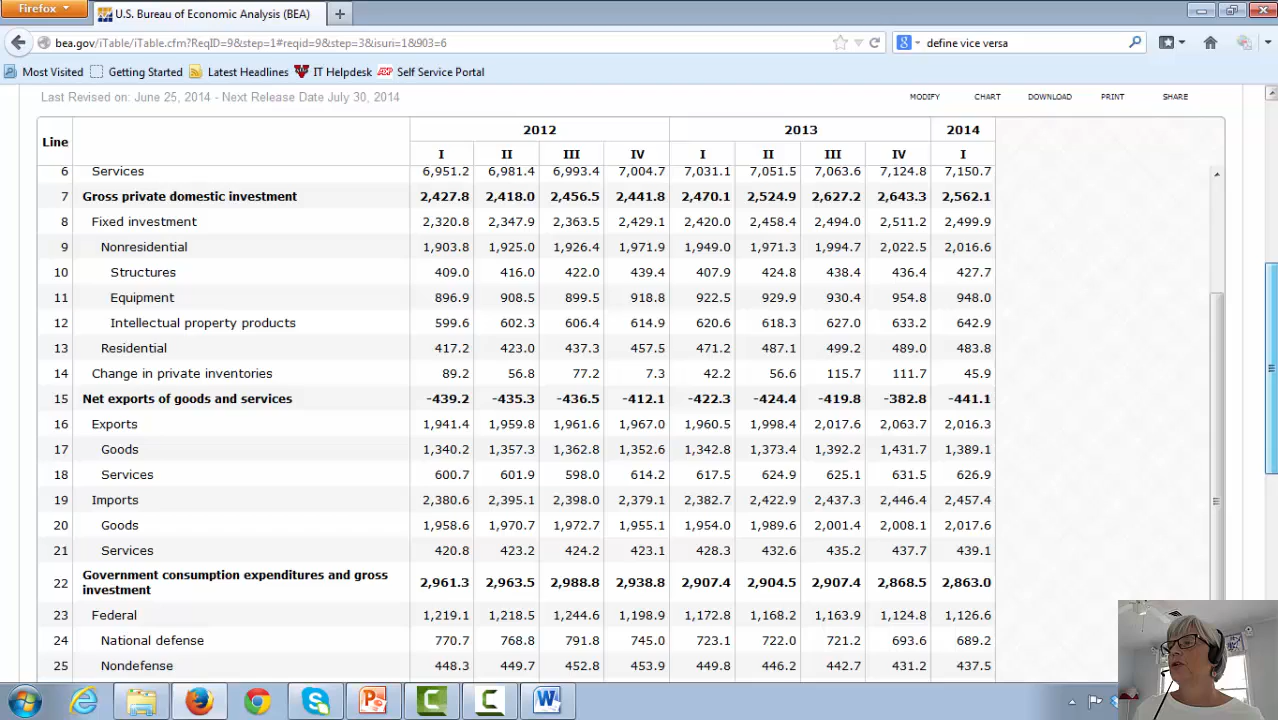 Firefox
U.S. Bureau of Economic Analysis (BEA)
bea.gov/iTable/iTable.cfm?ReqID=9&step=1#reqid=9&step=3&isuri=1&903=6
define vice versa
Most Visited Getting Started Latest Headlines IT Helpdesk Self Service Portal
Last Revised on: June 25, 2014 - Next Release Date July 30, 2014 MODIFY CHART DOWNLOAD PRINT SHARE
Line 2012 2013 2014
I II III IV I II III IV I
6 Services 6,951.2 6,981.4 6,993.4 7,004.7 7,031.1 7,051.5 7,063.6 7,124.8 7,150.7
7 Gross private domestic investment 2,427.8 2,418.0 2,456.5 2,441.8 2,470.1 2,524.9 2,627.2 2,643.3 2,562.1
8 Fixed investment 2,320.8 2,347.9 2,363.5 2,429.1 2,420.0 2,458.4 2,494.0 2,511.2 2,499.9
9 Nonresidential 1,903.8 1,925.0 1,926.4 1,971.9 1,949.0 1,971.3 1,994.7 2,022.5 2,016.6
10 Structures 409.0 416.0 422.0 439.4 407.9 424.8 438.4 436.4 427.7
11 Equipment 896.9 908.5 899.5 918.8 922.5 929.9 930.4 954.8 948.0
12 Intellectual property products 599.6 602.3 606.4 614.9 620.6 618.3 627.0 633.2 642.9
13 Residential 417.2 423.0 437.3 457.5 471.2 487.1 499.2 489.0 483.8
14 Change in private inventories 89.2 56.8 77.2 7.3 42.2 56.6 115.7 111.7 45.9
15 Net exports of goods and services -439.2 -435.3 -436.5 -412.1 -422.3 -424.4 -419.8 -382.8 -441.1
16 Exports 1,941.4 1,959.8 1,961.6 1,967.0 1,960.5 1,998.4 2,017.6 2,063.7 2,016.3
17 Goods 1,340.2 1,357.3 1,362.8 1,352.6 1,342.8 1,373.4 1,392.2 1,431.7 1,389.1
18 Services 600.7 601.9 598.0 614.2 617.5 624.9 625.1 631.5 626.9
19 Imports 2,380.6 2,395.1 2,398.0 2,379.1 2,382.7 2,422.9 2,437.3 2,446.4 2,457.4
20 Goods 1,958.6 1,970.7 1,972.7 1,955.1 1,954.0 1,989.6 2,001.4 2,008.1 2,017.6
21 Services 420.8 423.2 424.2 423.1 428.3 432.6 435.2 437.7 439.1
22 Government consumption expenditures and gross investment 2,961.3 2,963.5 2,988.8 2,938.8 2,907.4 2,904.5 2,907.4 2,868.5 2,863.0
23 Federal 1,219.1 1,218.5 1,244.6 1,198.9 1,172.8 1,168.2 1,163.9 1,124.8 1,126.6
24 National defense 770.7 768.8 791.8 745.0 723.1 722.0 721.2 693.6 689.2
25 Nondefense 448.3 449.7 452.8 453.9 449.8 446.2 442.7 431.2 437.5